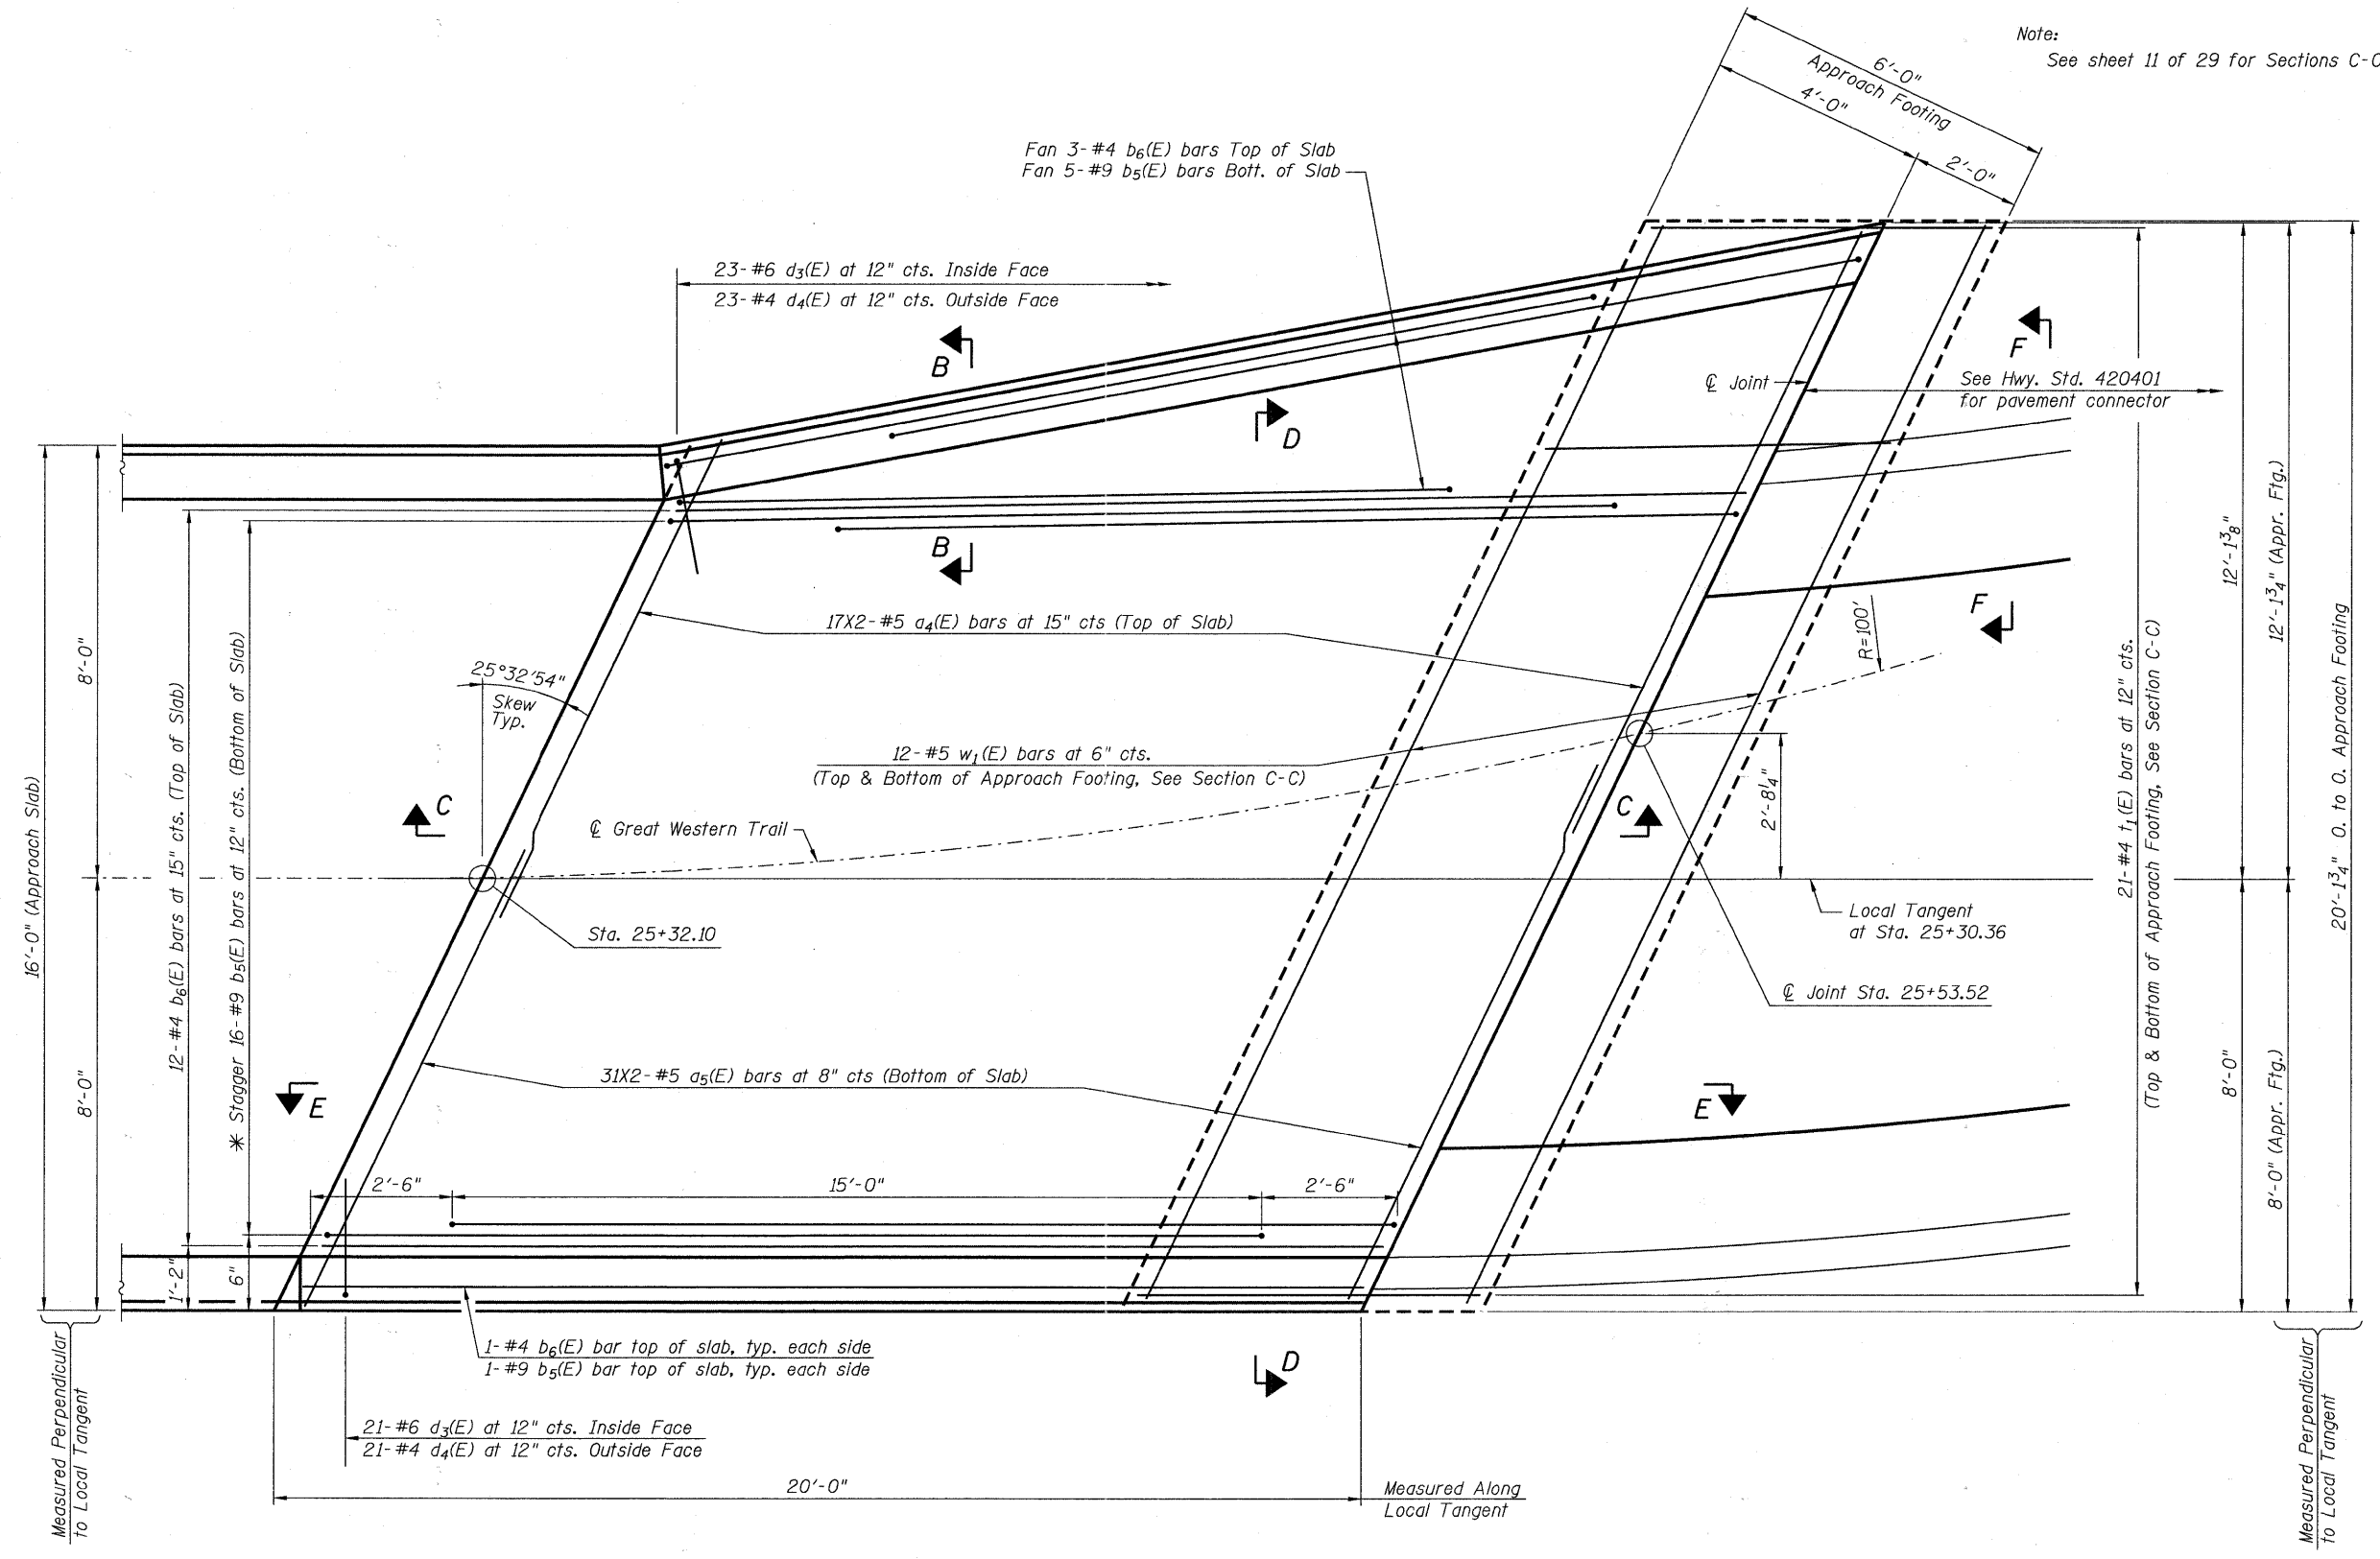 Note:
See sheet 11 of 29 for Sections C-C
6'-0"
Approach Footing
4'-0"
2'-0"
Fan 3-#4 b6(E) bars Top of Slab
Fan 5-#9 b5(E) bars Bott. of Slab
23-#6 d3(E) at 12" cts. Inside Face
23-#4 d4(E) at 12" cts. Outside Face
B
D
F
℄ Joint
See Hwy. Std. 420401
for pavement connector
B
17X2-#5 a4(E) bars at 15" cts (Top of Slab)
F
R=100'
25°32'54"
Skew
Typ.
12-#5 w1(E) bars at 6" cts.
(Top & Bottom of Approach Footing, See Section C-C)
C
℄ Great Western Trail
C
2'-8¼"
Sta. 25+32.10
Local Tangent
at Sta. 25+30.36
℄ Joint Sta. 25+53.52
31X2-#5 a5(E) bars at 8" cts (Bottom of Slab)
E
E
2'-6"
15'-0"
2'-6"
1-#4 b6(E) bar top of slab, typ. each side
1-#9 b5(E) bar top of slab, typ. each side
D
21-#6 d3(E) at 12" cts. Inside Face
21-#4 d4(E) at 12" cts. Outside Face
20'-0"
Measured Along
Local Tangent
16'-0" (Approach Slab)
8'-0"
8'-0"
12-#4 b6(E) bars at 15" cts. (Top of Slab)
* Stagger 16-#9 b5(E) bars at 12" cts. (Bottom of Slab)
1'-2"
6"
Measured Perpendicular
to Local Tangent
21-#4 t1(E) bars at 12" cts.
(Top & Bottom of Approach Footing, See Section C-C)
12'-1⅜"
8'-0"
12'-1¾" (Appr. Ftg.)
8'-0" (Appr. Ftg.)
20'-1¾" O. to O. Approach Footing
Measured Perpendicular
to Local Tangent